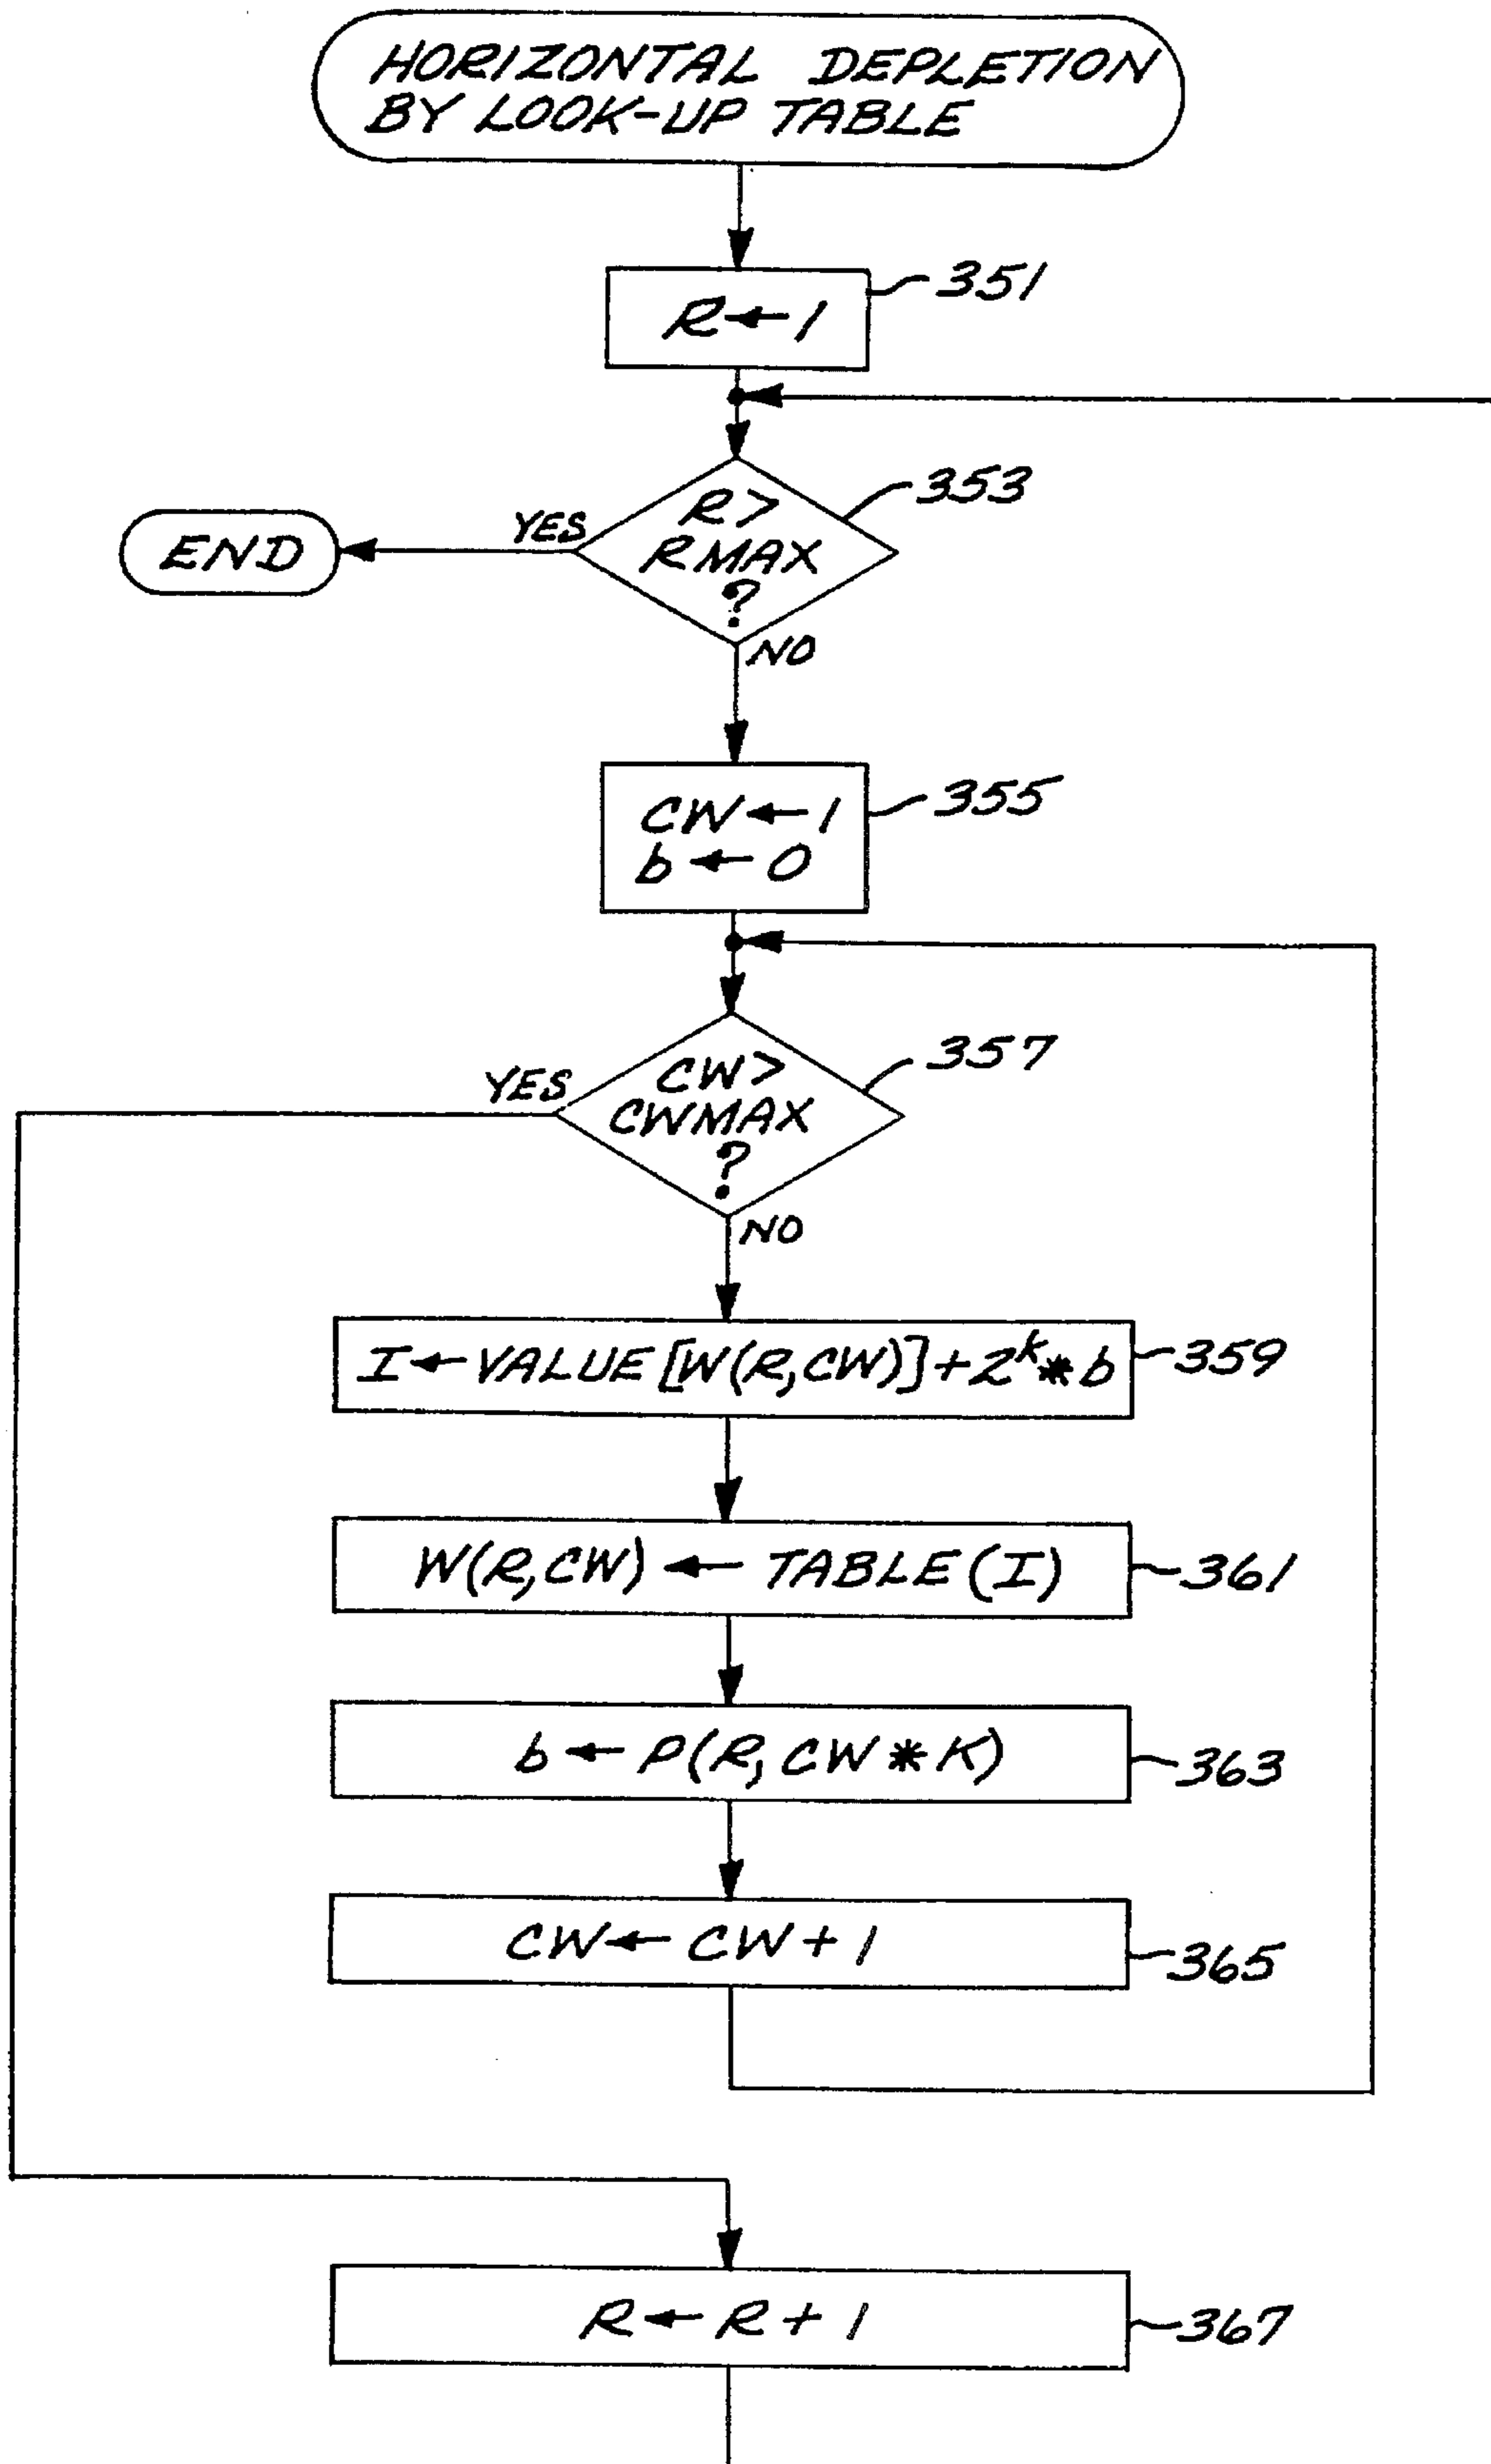 HORIZONTAL DEPLETION
BY LOOK-UP TABLE
R←1
351
R>
RMAX
?
353
YES
END
NO
CW←1
b←0
355
CW>
CWMAX
?
357
YES
NO
I←VALUE[W(R,CW)]+2^k*b
359
W(R,CW)←TABLE(I)
361
b←P(R,CW*K)
363
CW←CW+1
365
R←R+1
367